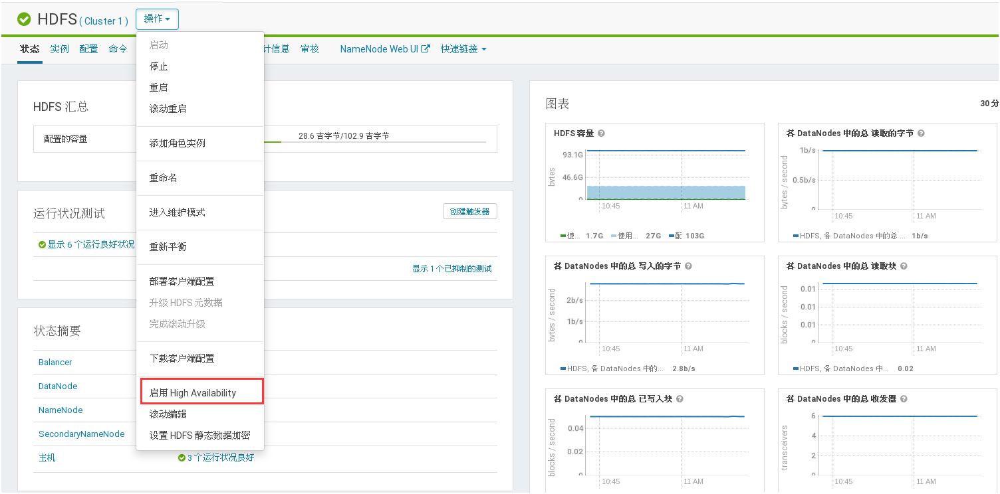 HDFS ( Cluster 1 ) 操作
状态 实例 配置 命令 计信息 审核 NameNode Web UI 快速链接
启动
停止
重启
滚动重启
添加角色实例
重命名
进入维护模式
重新平衡
部署客户端配置
升级 HDFS 元数据
完成滚动升级
下载客户端配置
启用 High Availability
滚动编辑
设置 HDFS 静态数据加密
HDFS 汇总
配置的容量
28.6 吉字节/102.9 吉字节
运行状况测试
创建触发器
显示 6 个运行良好状况
显示 1 个已抑制的测试
状态摘要
Balancer
DataNode
NameNode
SecondaryNameNode
主机
3 个运行状况良好
图表
30 分
HDFS 容量
bytes
93.1G
46.6G
0
10:45 11 AM
使... 1.7G 使用... 27G 配 103G
各 DataNodes 中的总 读取的字节
bytes / second
1b/s
0.5b/s
0
10:45 11 AM
HDFS, 各 DataNodes 中的总 ... 1b/s
各 DataNodes 中的总 写入的字节
bytes / second
2b/s
1b/s
0
10:45 11 AM
HDFS, 各 DataNodes 中的... 2.8b/s
各 DataNodes 中的总 读取块
blocks / second
0.01
0.01
0.01
0
10:45 11 AM
HDFS, 各 DataNodes 中... 0.02
各 DataNodes 中的总 已写入块
blocks / second
0.04
0.02
0
10:45 11 AM
各 DataNodes 中的总 收发器
transceivers
6
4
2
0
10:45 11 AM